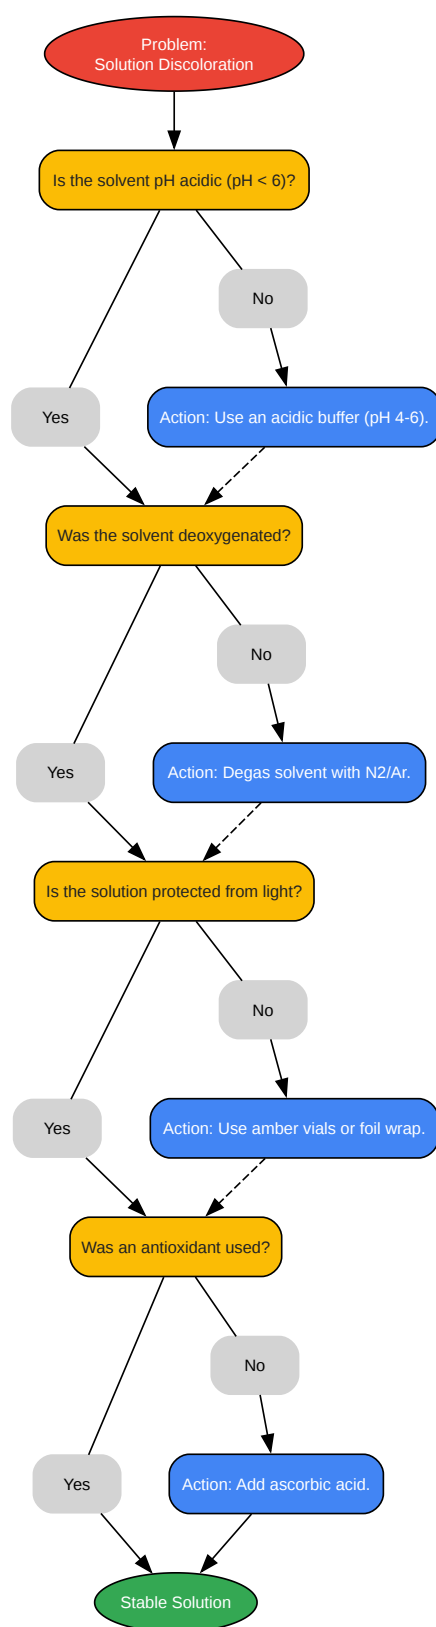 Problem:
Solution Discoloration
Is the solvent pH acidic (pH < 6)?
No
Yes
Action: Use an acidic buffer (pH 4-6).
Was the solvent deoxygenated?
No
Yes
Action: Degas solvent with N2/Ar.
Is the solution protected from light?
No
Yes
Action: Use amber vials or foil wrap.
Was an antioxidant used?
No
Yes
Action: Add ascorbic acid.
Stable Solution